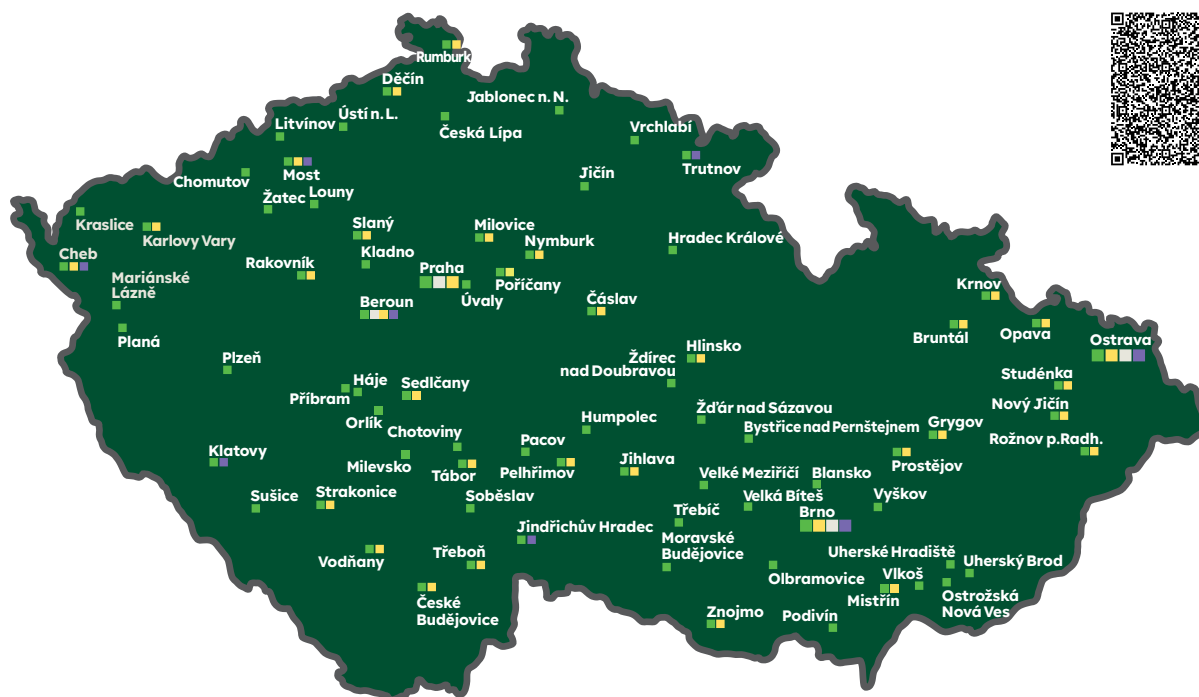 Rumburk
Děčín
Jablonec n. N.
Ústí n. L.
Česká Lípa
Litvínov
Vrchlabí
Trutnov
Most
Chomutov
Jičín
Žatec
Louny
Kraslice
Karlovy Vary
Slaný
Milovice
Nymburk
Hradec Králové
Cheb
Kladno
Rakovník
Praha
Poříčany
Mariánské
Lázně
Úvaly
Krnov
Beroun
Čáslav
Planá
Bruntál
Opava
Ostrava
Hlinsko
Plzeň
Ždírec
nad Doubravou
Studénka
Háje
Sedlčany
Příbram
Orlík
Žďár nad Sázavou
Nový Jičín
Humpolec
Bystřice nad Pernštejnem
Grygov
Chotoviny
Pacov
Rožnov p.Radh.
Klatovy
Milevsko
Tábor
Pelhřimov
Jihlava
Prostějov
Velké Meziříčí
Blansko
Sušice
Strakonice
Soběslav
Velká Bíteš
Vyškov
Třebíč
Brno
Jindřichův Hradec
Moravské
Budějovice
Vodňany
Třeboň
Uherské Hradiště
Uherský Brod
Olbramovice
Vlkoš
Mistřín
Ostrožská
Nová Ves
České
Budějovice
Znojmo
Podivín